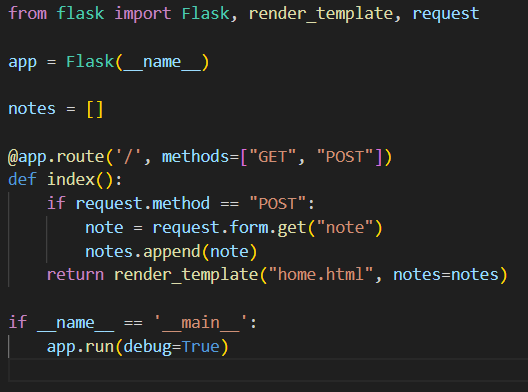 from flask import Flask, render_template, request
app = Flask(__name__)
notes = []
@app.route('/', methods=["GET", "POST"])
def index():
    if request.method == "POST":
        note = request.form.get("note")
        notes.append(note)
    return render_template("home.html", notes=notes)
if __name__ == '__main__':
    app.run(debug=True)